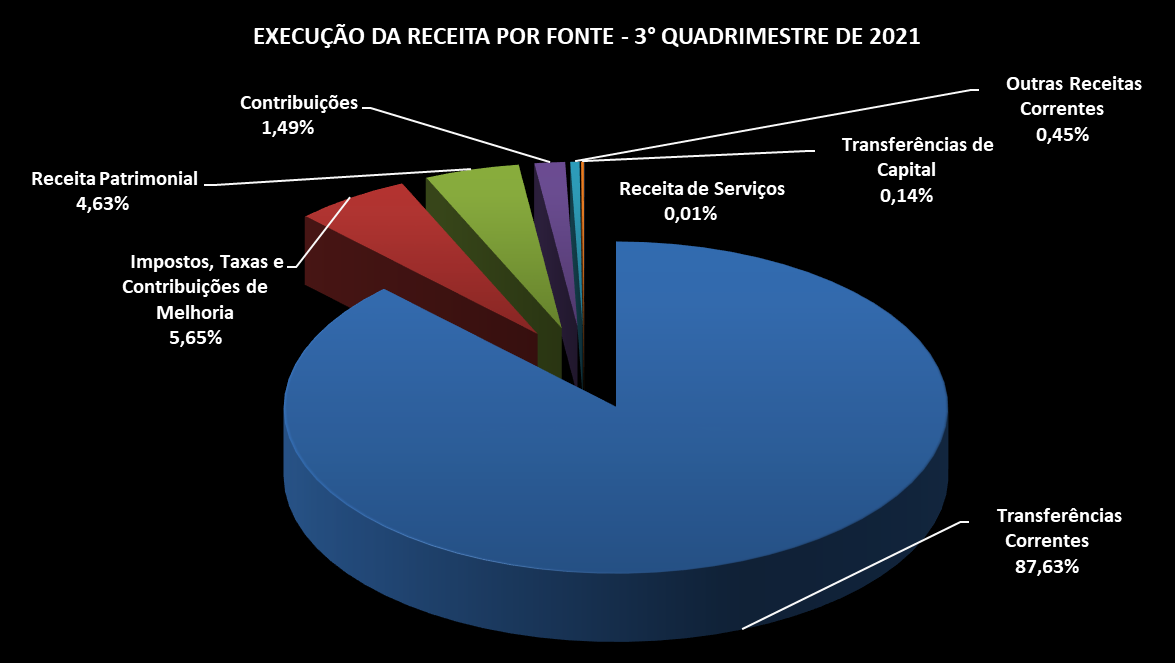 EXECUÇÃO DA RECEITA POR FONTE - 3° QUADRIMESTRE DE 2021
Outras Receitas
Correntes
0,45%
Contribuições
1,49%
Transferências de
Capital
0,14%
Receita Patrimonial
4,63%
Receita de Serviços
0,01%
Impostos, Taxas e
Contribuições de
Melhoria
5,65%
Transferências
Correntes
87,63%